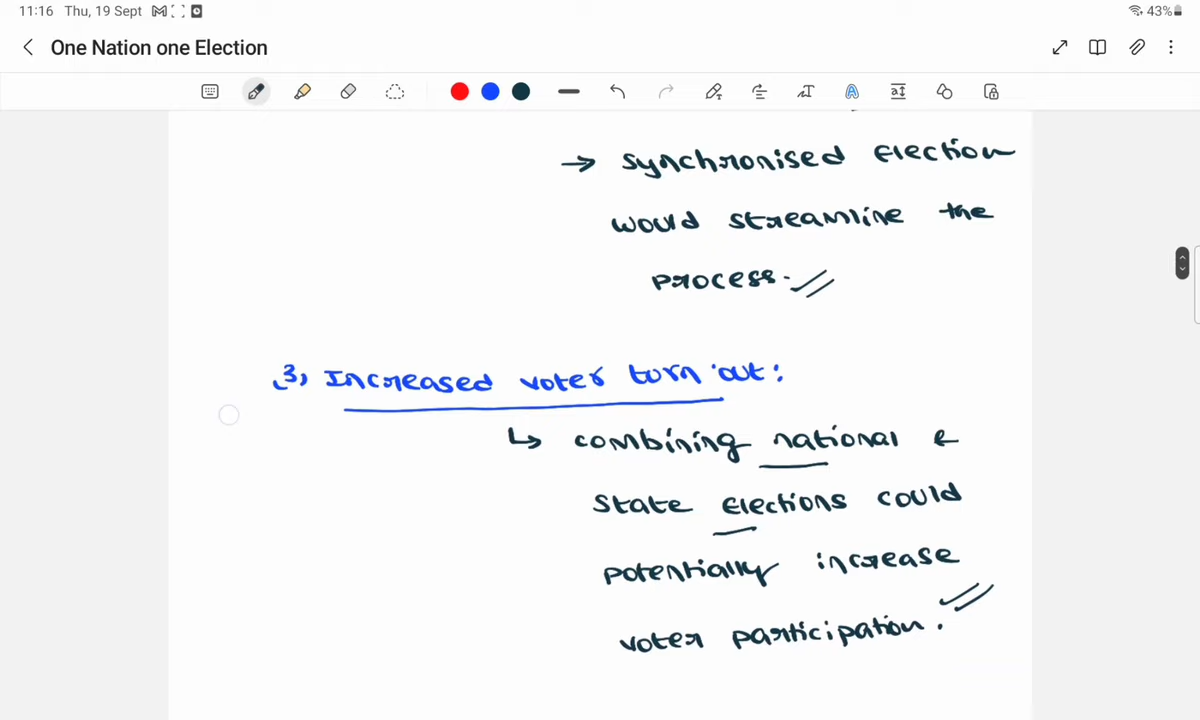 11:16 Thu, 19 Sept
43%
One Nation one Election
→ Synchronised Election
would streamline the
process.
3) Increased voter turn out:
↳ combining national &
State Elections could
potentially increase
voter participation.